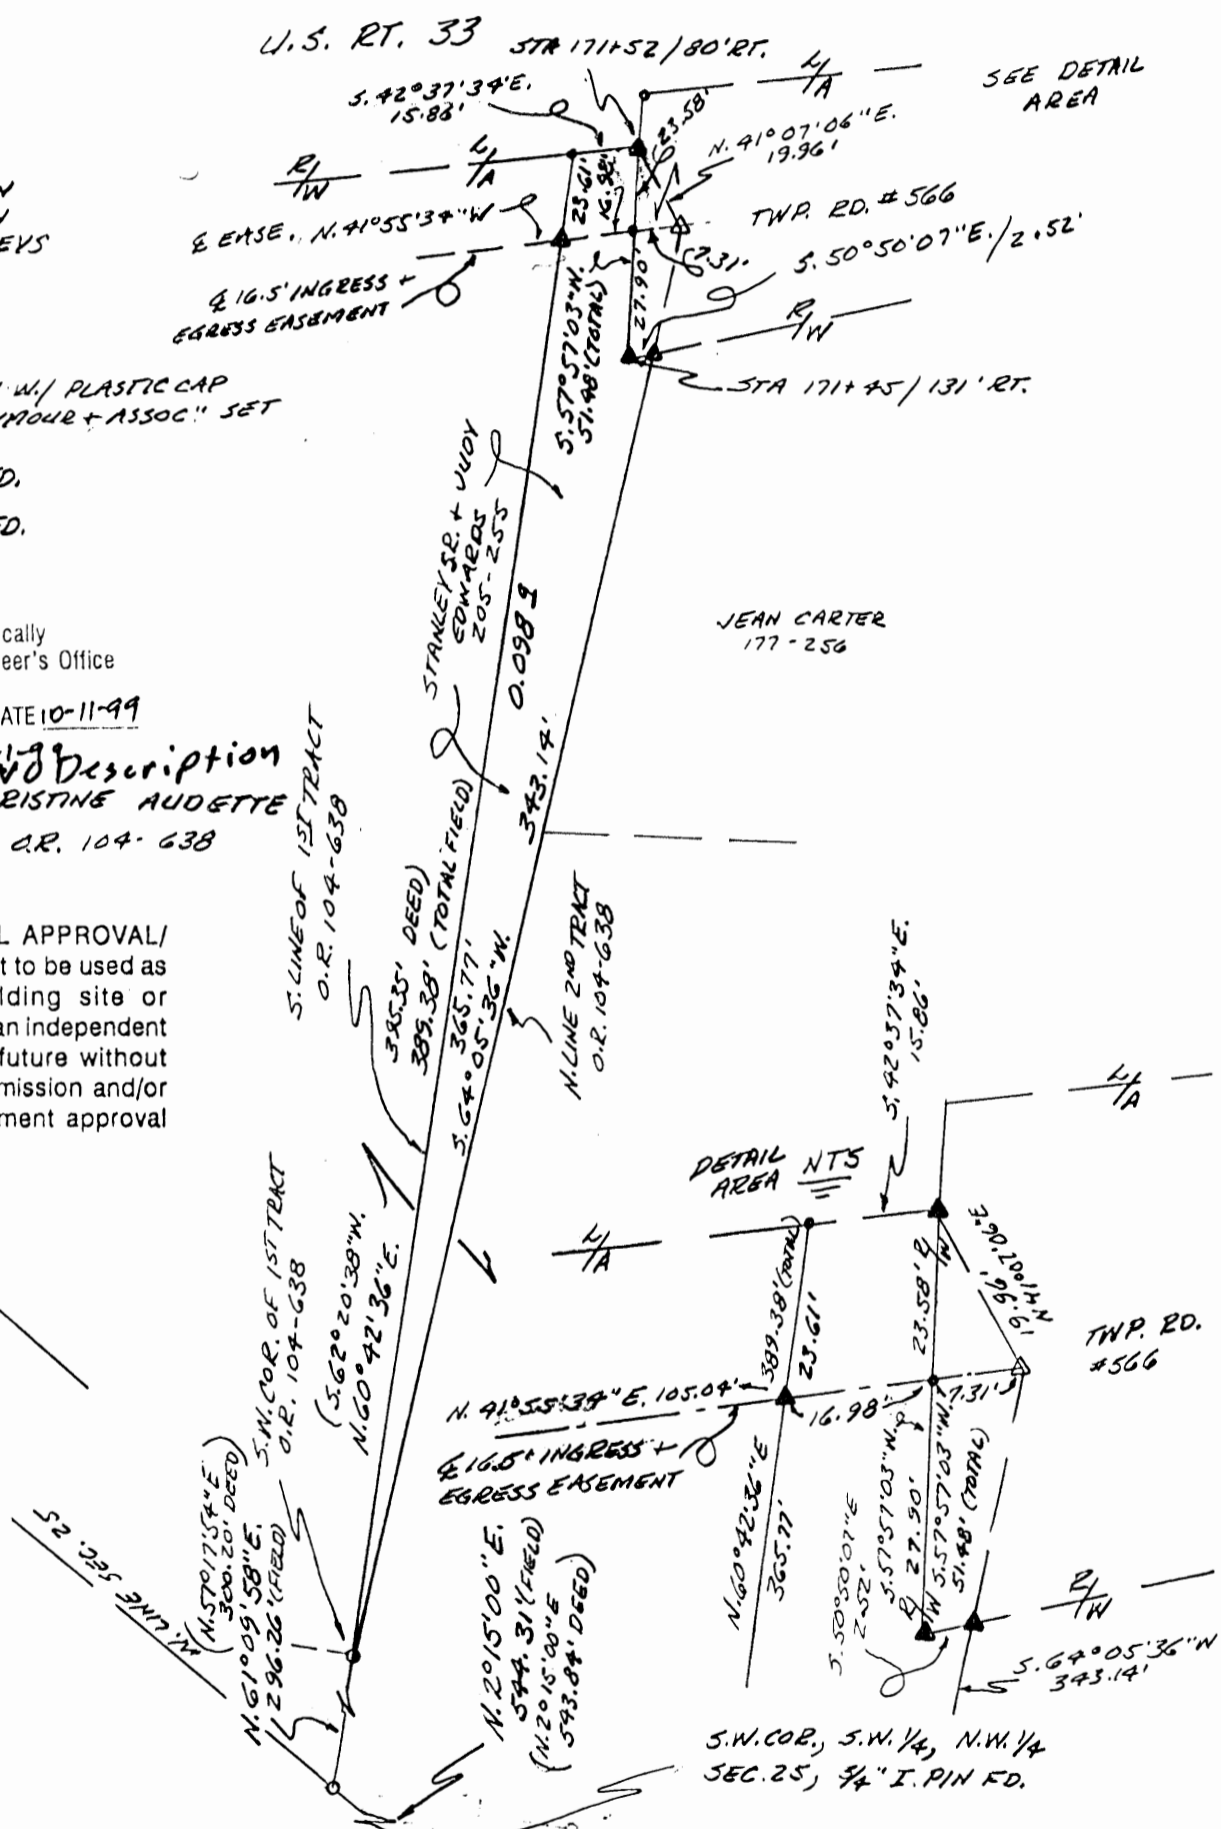 U.S. RT. 33
STA 171+52/80'RT.
S.42°37'34"E.
15.86'
L/A
SEE DETAIL
AREA
23.58'
N.41°07'06"E.
19.96'
R/W
L/A
23.61'
16.98'
TWP. RD. #566
EYS
℄ EASE., N.41°55'34"W
7.31'
S.50°50'07"E./2.52'
℄ 16.5' INGRESS +
EGRESS EASEMENT
27.90'
S.57°57'03"W.
51.48'(TOTAL)
R/W
W./ PLASTIC CAP
MOUR + ASSOC." SET
STA 171+45/131'RT.
D.
ED.
STANLEY SR. + JUDY
EDWARDS
205-255
0.098
JEAN CARTER
177-256
cally
eer's Office
ATE 10-11-99
Description
RISTINE AUDETTE
O.R. 104-638
343.14'
S.LINE OF 1ST TRACT
O.R. 104-638
395.35' DEED)
389.38' (TOTAL FIELD)
365.77'
S.64°05'36"W.
N.LINE 2ND TRACT
O.R. 104-638
L APPROVAL/
t to be used as
lding site or
an independent
future without
mission and/or
ment approval
S.42°37'34"E.
15.86'
L/A
DETAIL NTS
AREA
L/A
S.W.COR. OF 1ST TRACT
O.R. 104-638
(S.62°20'38"W.
N.60°42'36"E.
389.38'(TOTAL)
23.61'
23.58' R/W
N.41°07'06"E
19.96'
TWP. RD.
#566
N.41°55'34"E. 105.04'
16.98'
7.31'
℄ 16.5' INGRESS +
EGRESS EASEMENT
N.60°42'36"E
365.77'
S.50°50'07"E
2.52'
S.57°57'03"W.
R/W 27.90'
S.57°57'03"W.
51.48' (TOTAL)
R/W
S.64°05'36"W
343.14'
N. LINE SEC. 25
(N.57°17'54"E
300.20' DEED)
N.61°09'58"E.
296.26'(FIELD)
N.2°15'00"E.
544.31'(FIELD)
(N.2°15'00"E
543.84' DEED)
S.W.COR., S.W.1/4, N.W.1/4
SEC.25, 3/4" I.PIN FD.